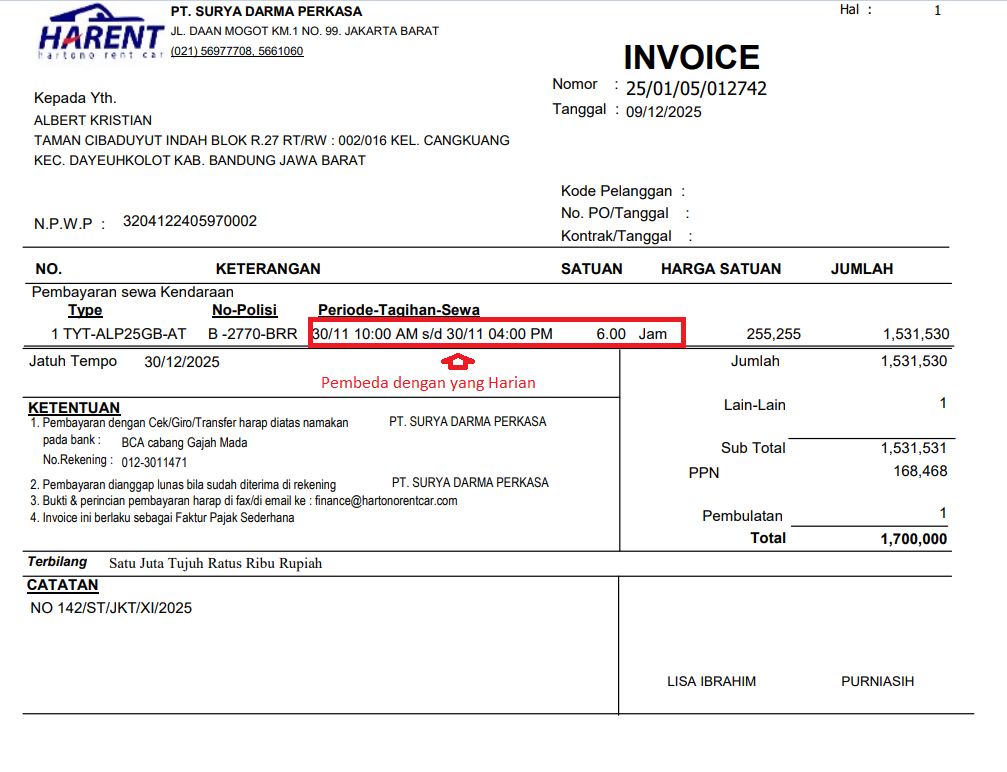 PT. SURYA DARMA PERKASA
Hal : 1
HARENT
hartono rent car
JL. DAAN MOGOT KM.1 NO. 99. JAKARTA BARAT
(021) 56977708, 5661060
INVOICE
Nomor : 25/01/05/012742
Tanggal : 09/12/2025
Kepada Yth.
ALBERT KRISTIAN
TAMAN CIBADUYUT INDAH BLOK R.27 RT/RW : 002/016 KEL. CANGKUANG
KEC. DAYEUHKOLOT KAB. BANDUNG JAWA BARAT
Kode Pelanggan :
No. PO/Tanggal :
Kontrak/Tanggal :
N.P.W.P : 3204122405970002
NO. KETERANGAN SATUAN HARGA SATUAN JUMLAH
Pembayaran sewa Kendaraan
Type No-Polisi Periode-Tagihan-Sewa
1 TYT-ALP25GB-AT B -2770-BRR 30/11 10:00 AM s/d 30/11 04:00 PM 6.00 Jam 255,255 1,531,530
Jatuh Tempo 30/12/2025
Pembeda dengan yang Harian
Jumlah 1,531,530
Lain-Lain 1
Sub Total 1,531,531
PPN 168,468
Pembulatan 1
Total 1,700,000
KETENTUAN
1. Pembayaran dengan Cek/Giro/Transfer harap diatas namakan PT. SURYA DARMA PERKASA
pada bank : BCA cabang Gajah Mada
No.Rekening : 012-3011471
2. Pembayaran dianggap lunas bila sudah diterima di rekening PT. SURYA DARMA PERKASA
3. Bukti & perincian pembayaran harap di fax/di email ke : finance@hartonorentcar.com
4. Invoice ini berlaku sebagai Faktur Pajak Sederhana
Terbilang Satu Juta Tujuh Ratus Ribu Rupiah
CATATAN
NO 142/ST/JKT/XI/2025
LISA IBRAHIM PURNIASIH